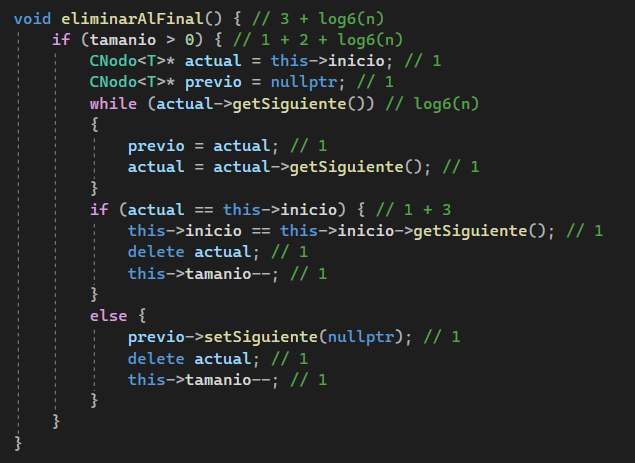 void eliminarAlFinal() { // 3 + log6(n)
if (tamanio > 0) { // 1 + 2 + log6(n)
CNodo<T>* actual = this->inicio; // 1
CNodo<T>* previo = nullptr; // 1
while (actual->getSiguiente()) // log6(n)
{
previo = actual; // 1
actual = actual->getSiguiente(); // 1
}
if (actual == this->inicio) { // 1 + 3
this->inicio == this->inicio->getSiguiente(); // 1
delete actual; // 1
this->tamanio--; // 1
}
else {
previo->setSiguiente(nullptr); // 1
delete actual; // 1
this->tamanio--; // 1
}
}
}